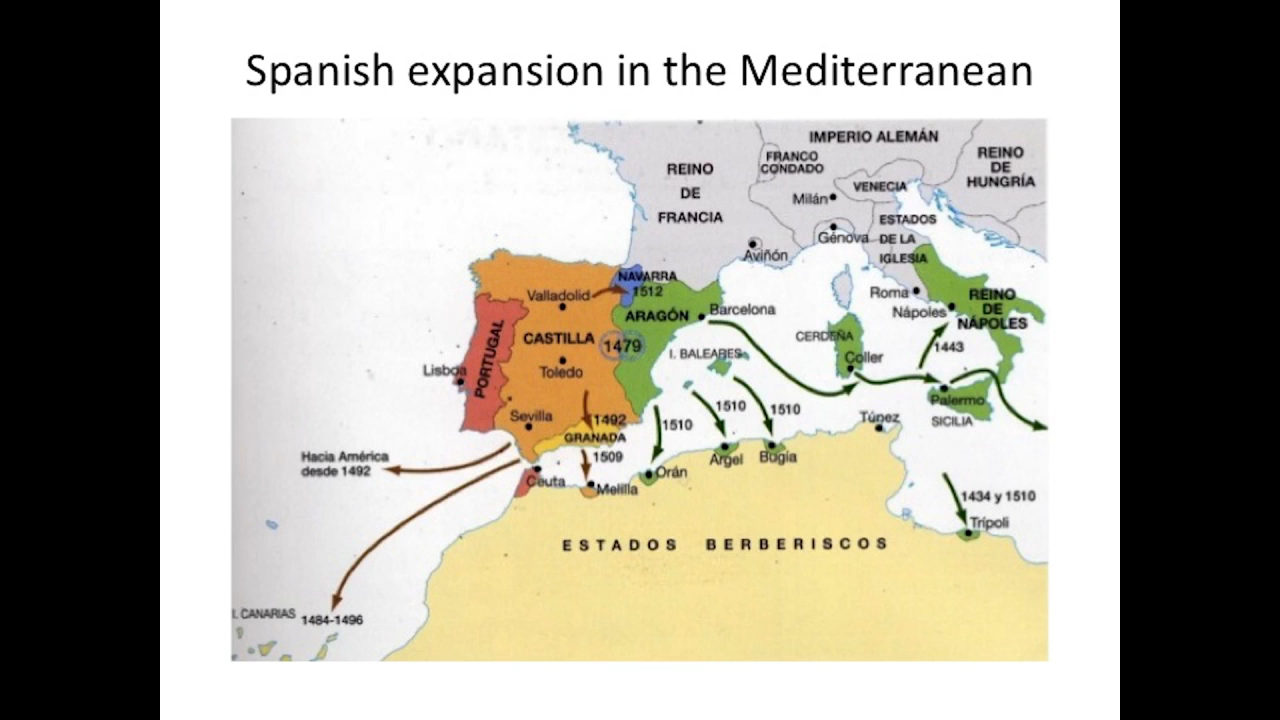 Spanish expansion in the Mediterranean
IMPERIO ALEMÁN
REINO
DE
HUNGRÍA
FRANCO
CONDADO
REINO
DE
FRANCIA
VENECIA
Milán
ESTADOS
DE LA
IGLESIA
Génova
Aviñón
NAVARRA
1512
Valladolid
Roma
REINO
DE
NÁPOLES
Nápoles
ARAGÓN
Barcelona
CASTILLA
1479
CERDEÑA
1443
I. BALEARES
Coller
PORTUGAL
Lisboa
Toledo
Palermo
SICILIA
Sevilla
1492
GRANADA
1510
1510
1510
Túnez
Hacia América
desde 1492
1509
Argel
Bugía
Orán
Ceuta
Melilla
1434 y 1510
Trípoli
ESTADOS BERBERISCOS
I. CANARIAS
1484-1496